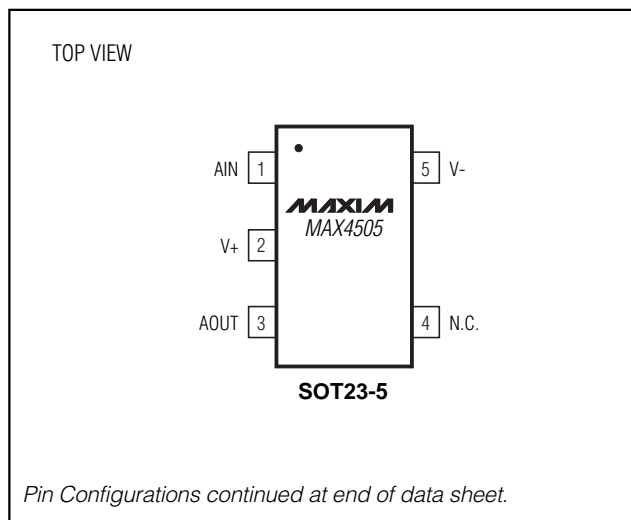 TOP VIEW
AIN 1
5 V-
MAXIM
MAX4505
V+ 2
AOUT 3
4 N.C.
SOT23-5
Pin Configurations continued at end of data sheet.